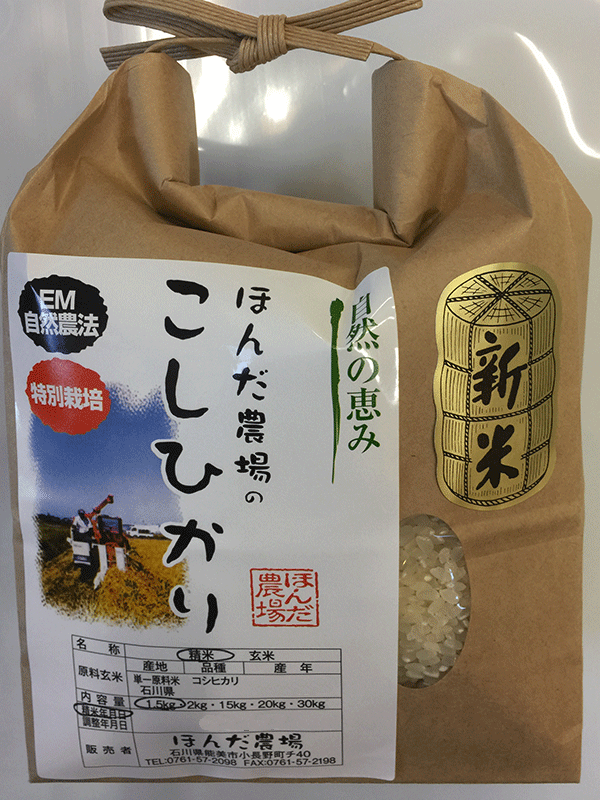 自然の恵み
ほんだ農場の
こしひかり
EM
自然農法
特別栽培
新米
ほんだ
農場
名称 精米 玄米
原料玄米 産地 品種 産年
単一原料米 コシヒカリ
石川県
内容量 1.5kg・2kg・15kg・20kg・30kg
精米年月日
調整年月日
販売者 ほんだ農場
石川県能美市小長野町チ40
TEL:0761-57-2098 FAX:0761-57-2198